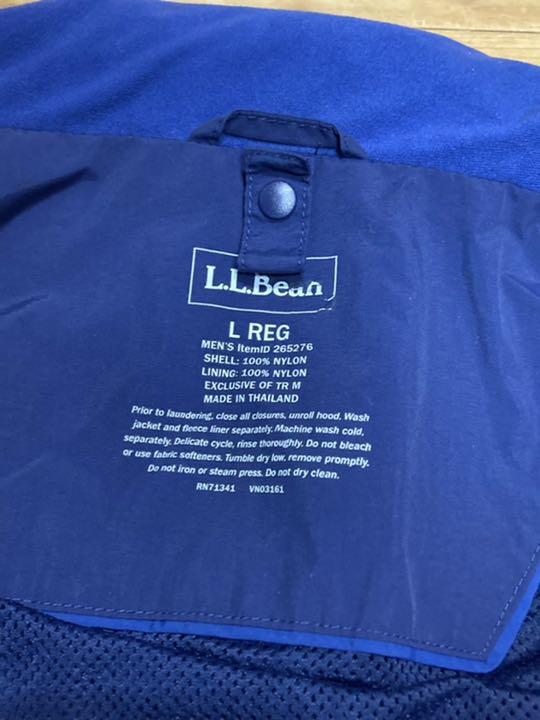 L.L.Bean
L REG
MEN'S ItemID 265276
SHELL: 100% NYLON
LINING: 100% NYLON
EXCLUSIVE OF TR M
MADE IN THAILAND
Prior to laundering, close all closures, unroll hood. Wash
jacket and fleece liner separately. Machine wash cold,
separately. Delicate cycle, rinse thoroughly. Do not bleach
or use fabric softeners. Tumble dry low, remove promptly.
Do not iron or steam press. Do not dry clean.
RN71341 VN03161